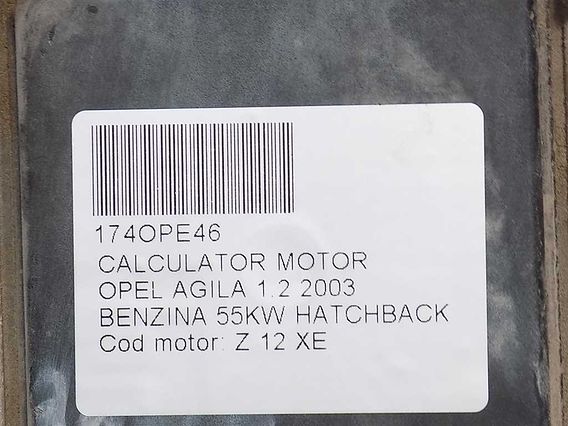 174OPE46
CALCULATOR MOTOR
OPEL AGILA 1.2 2003
BENZINA 55KW HATCHBACK
Cod motor: Z 12 XE